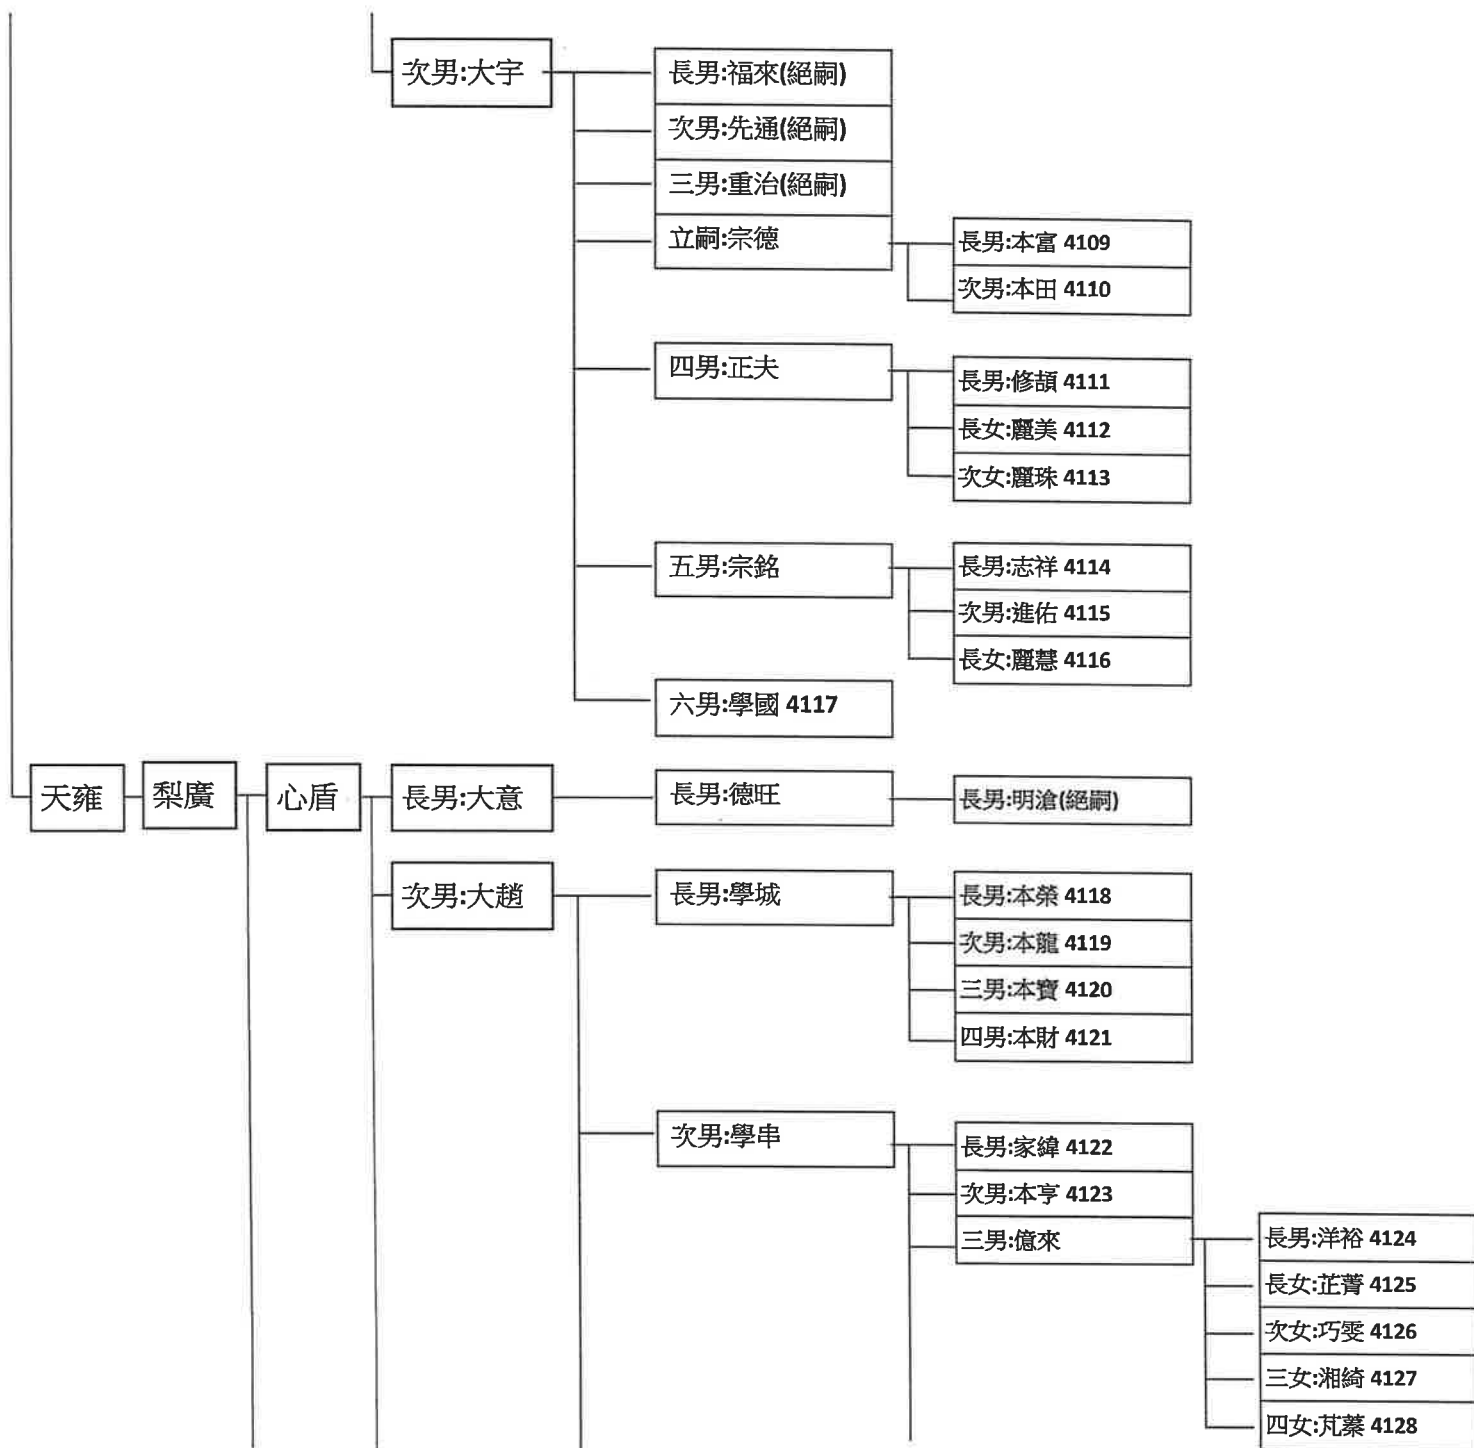 次男:大宇
長男:福來(絕嗣)
次男:先通(絕嗣)
三男:重治(絕嗣)
立嗣:宗德
長男:本富 4109
次男:本田 4110
四男:正夫
長男:修頡 4111
長女:麗美 4112
次女:麗珠 4113
五男:宗銘
長男:志祥 4114
次男:進佑 4115
長女:麗慧 4116
六男:學國 4117
天雍
梨廣
心盾
長男:大意
長男:德旺
長男:明滄(絕嗣)
次男:大趙
長男:學城
長男:本榮 4118
次男:本龍 4119
三男:本寶 4120
四男:本財 4121
次男:學串
長男:家緯 4122
次男:本亨 4123
三男:億來
長男:洋裕 4124
長女:芷菁 4125
次女:巧雯 4126
三女:湘綺 4127
四女:芃蓁 4128